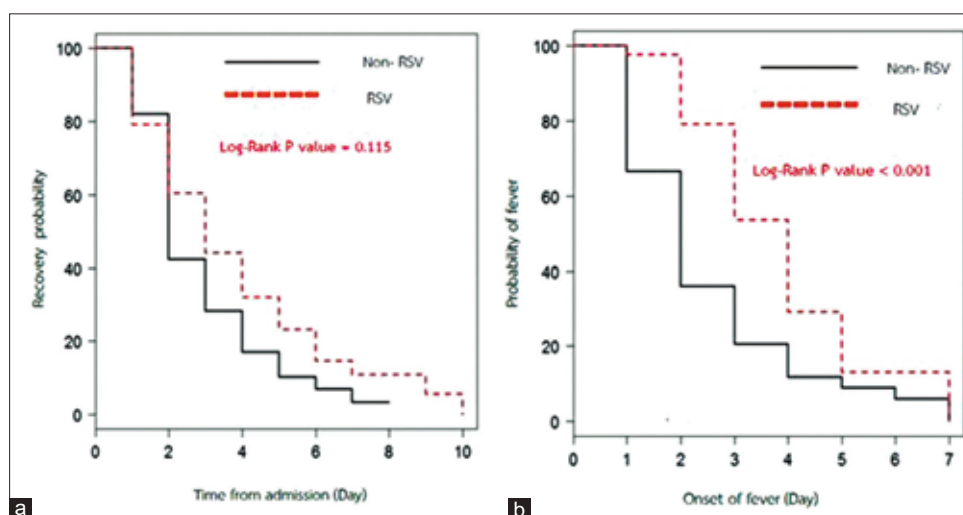 100
80
60
40
20
0
Recovery probability
Non- RSV
RSV
Log-Rank P value = 0.115
0 2 4 6 8 10
Time from admission (Day)
a
100
80
60
40
20
0
Probability of fever
Non- RSV
RSV
Log-Rank P value < 0.001
0 1 2 3 4 5 6 7
Onset of fever (Day)
b